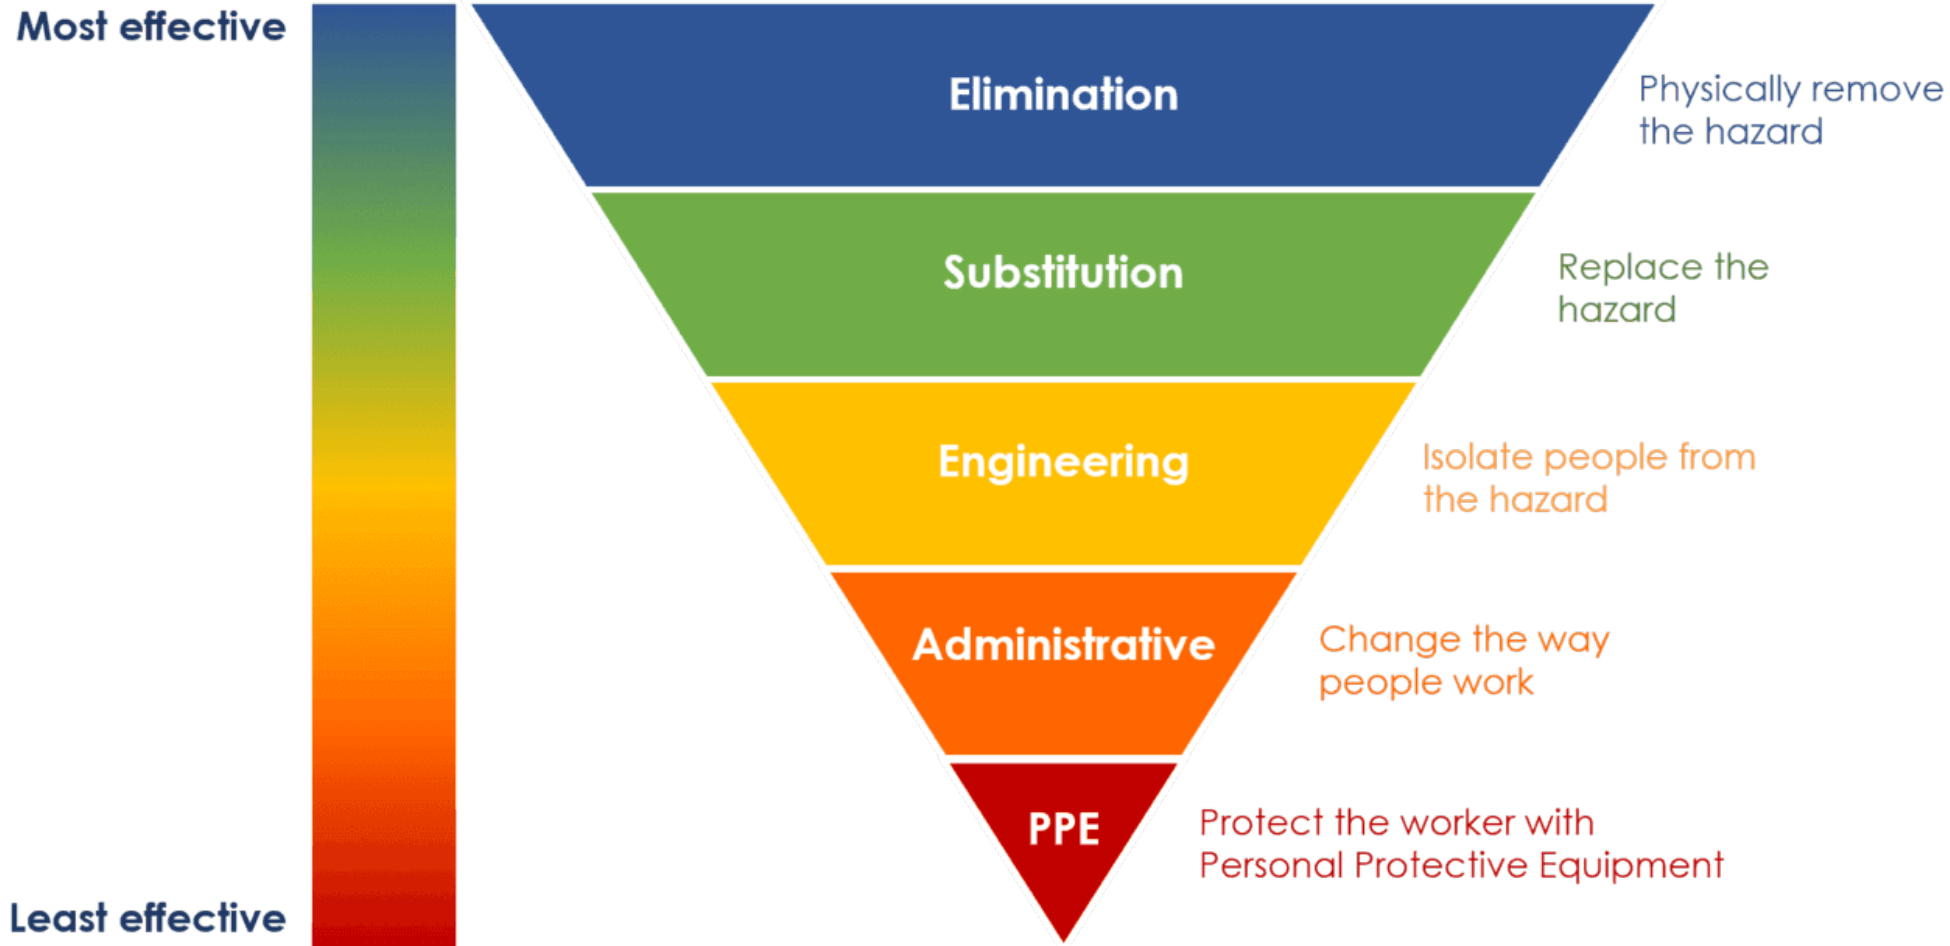 Most effective
Elimination
Physically remove
the hazard
Substitution
Replace the
hazard
Engineering
Isolate people from
the hazard
Administrative
Change the way
people work
PPE
Protect the worker with
Personal Protective Equipment
Least effective